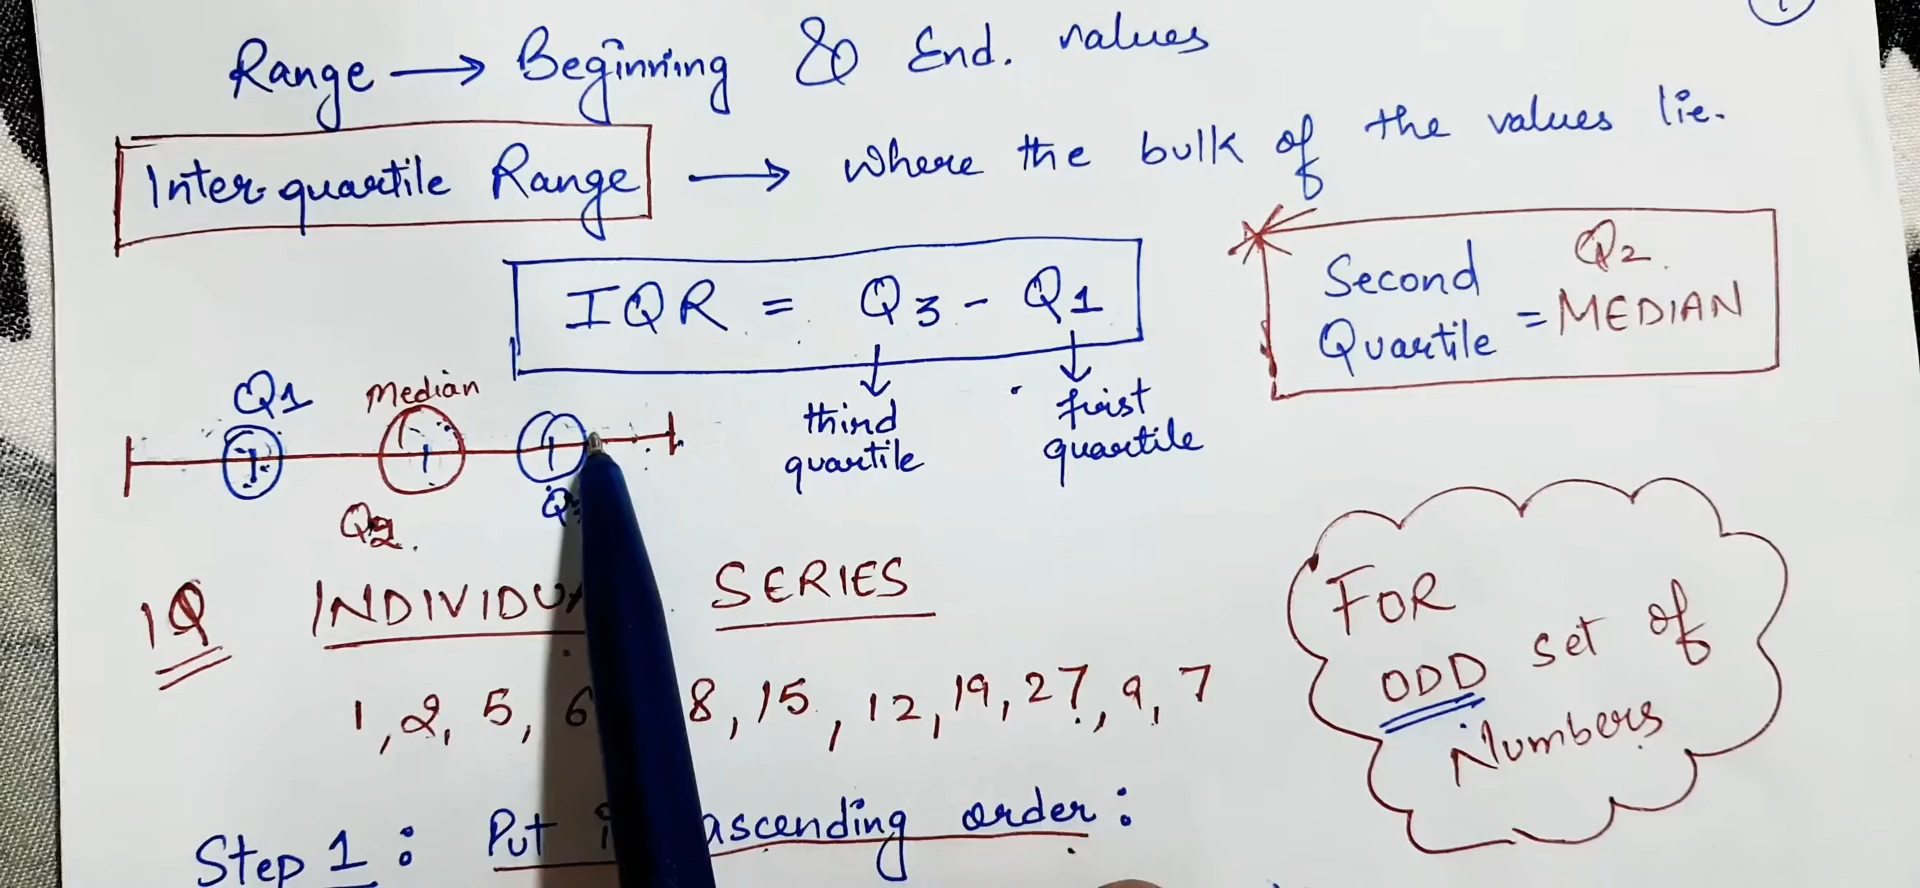 1
Range → Beginning & End. values
Inter-quartile Range → where the bulk of the values lie.
IQR = Q3 - Q1
third quartile
first quartile
Second Quartile = Q2. MEDIAN
Q1 Median
Q2.
1Q SERIES
1, 2, 5, 6 8, 15, 12, 19, 27, 9, 7
FOR
ODD set of
Numbers
Step 1 : Put ascending order :